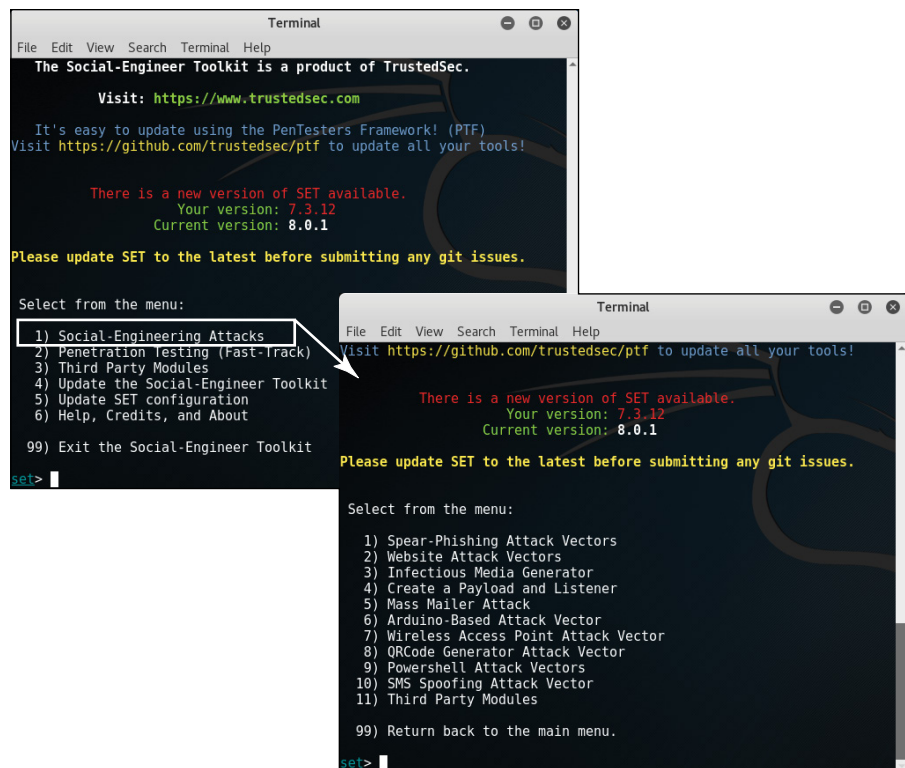 Terminal
File Edit View Search Terminal Help
The Social-Engineer Toolkit is a product of TrustedSec.
Visit: https://www.trustedsec.com
It's easy to update using the PenTesters Framework! (PTF)
Visit https://github.com/trustedsec/ptf to update all your tools!
There is a new version of SET available.
Your version: 7.3.12
Current version: 8.0.1
Please update SET to the latest before submitting any git issues.
Select from the menu:
1) Social-Engineering Attacks
2) Penetration Testing (Fast-Track)
3) Third Party Modules
4) Update the Social-Engineer Toolkit
5) Update SET configuration
6) Help, Credits, and About
99) Exit the Social-Engineer Toolkit
set>
Terminal
File Edit View Search Terminal Help
Visit https://github.com/trustedsec/ptf to update all your tools!
There is a new version of SET available.
Your version: 7.3.12
Current version: 8.0.1
Please update SET to the latest before submitting any git issues.
Select from the menu:
1) Spear-Phishing Attack Vectors
2) Website Attack Vectors
3) Infectious Media Generator
4) Create a Payload and Listener
5) Mass Mailer Attack
6) Arduino-Based Attack Vector
7) Wireless Access Point Attack Vector
8) QRCode Generator Attack Vector
9) Powershell Attack Vectors
10) SMS Spoofing Attack Vector
11) Third Party Modules
99) Return back to the main menu.
set>